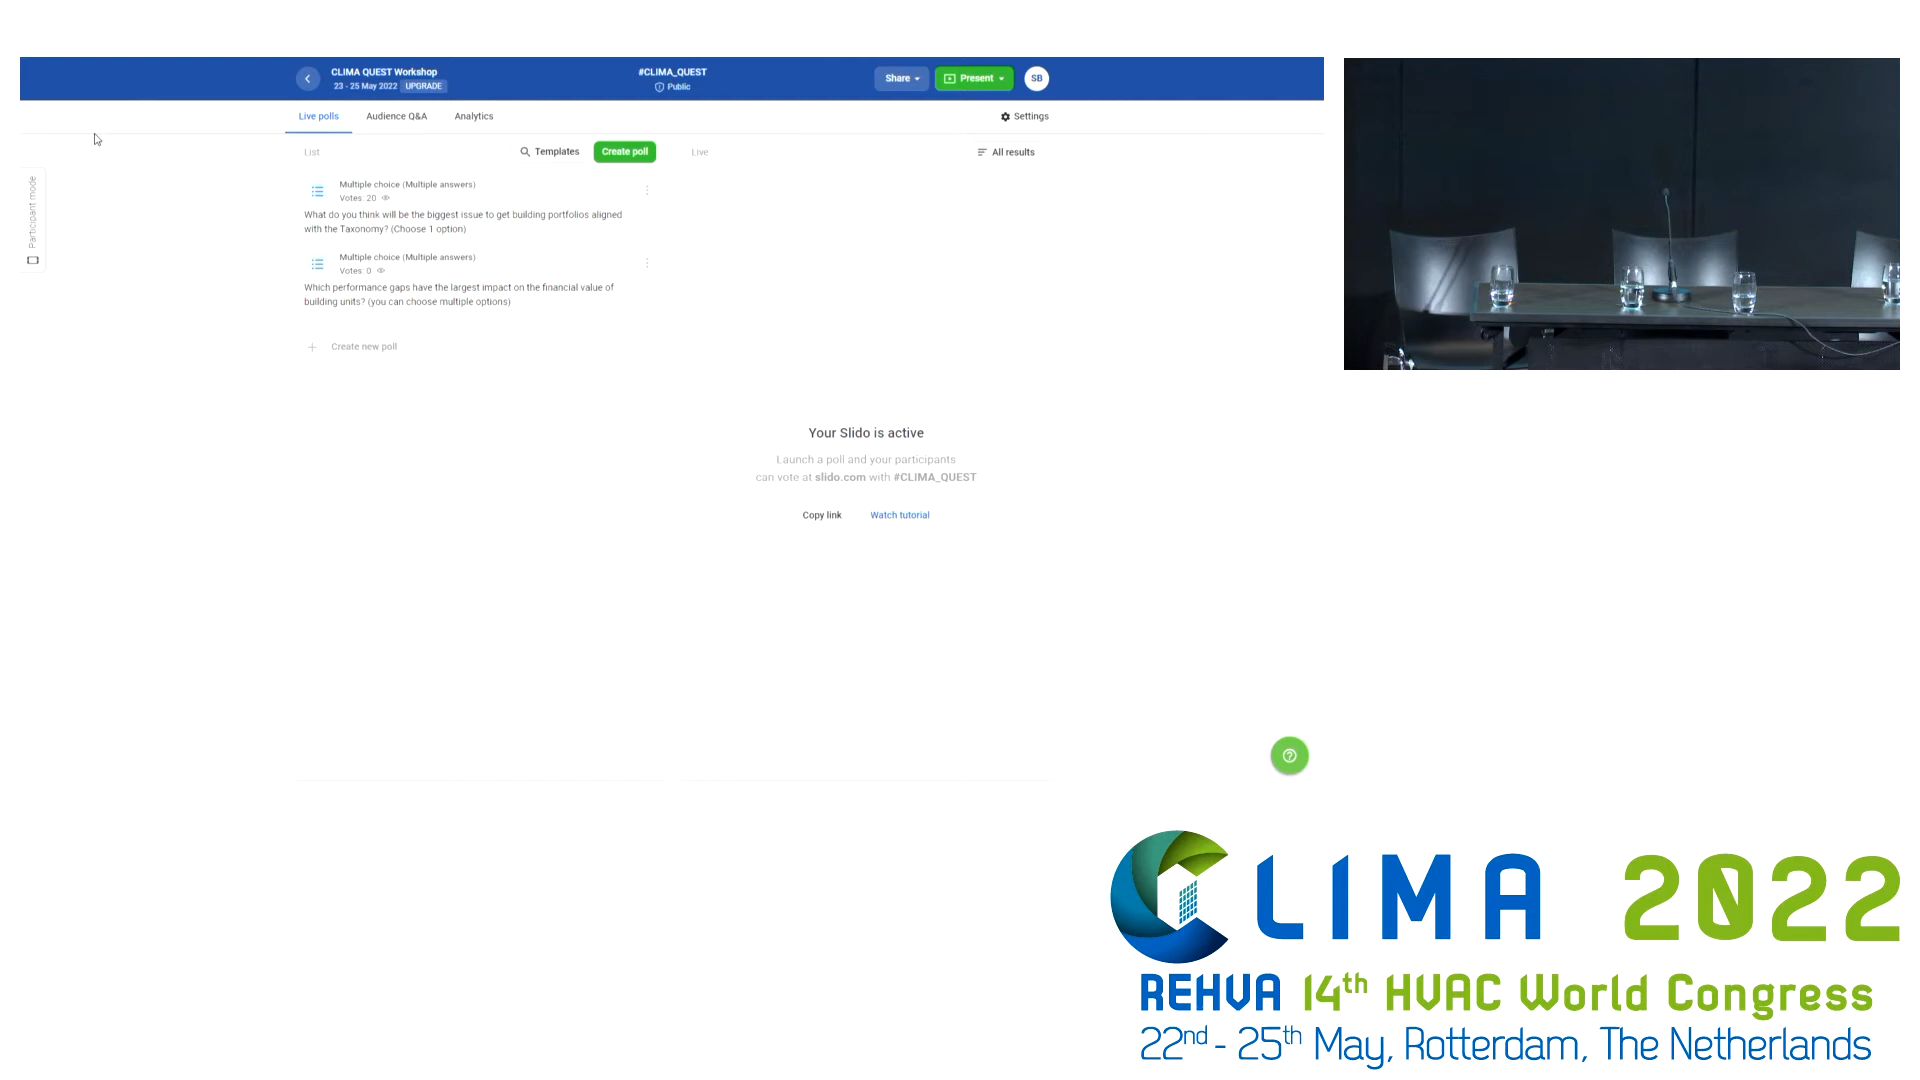 CLIMA QUEST Workshop
23 - 25 May 2022 UPGRADE
#CLIMA_QUEST
Public
Share
Present
SB
Live polls
Audience Q&A
Analytics
Settings
Participant mode
List
Templates
Create poll
Multiple choice (Multiple answers)
Votes: 20
What do you think will be the biggest issue to get building portfolios aligned
with the Taxonomy? (Choose 1 option)
Multiple choice (Multiple answers)
Votes: 0
Which performance gaps have the largest impact on the financial value of
building units? (you can choose multiple options)
Create new poll
Live
All results
Your Slido is active
Launch a poll and your participants
can vote at slido.com with #CLIMA_QUEST
Copy link
Watch tutorial
CLIMA 2022
REHVA 14th HVAC World Congress
22nd - 25th May, Rotterdam, The Netherlands